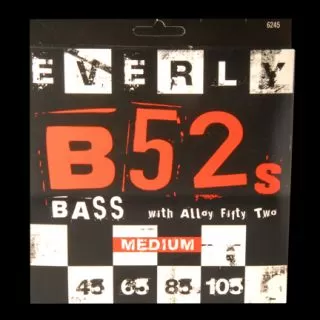 6245
EVERLY
B52s
BASS with Alloy Fifty Two
MEDIUM
45 65 85 105